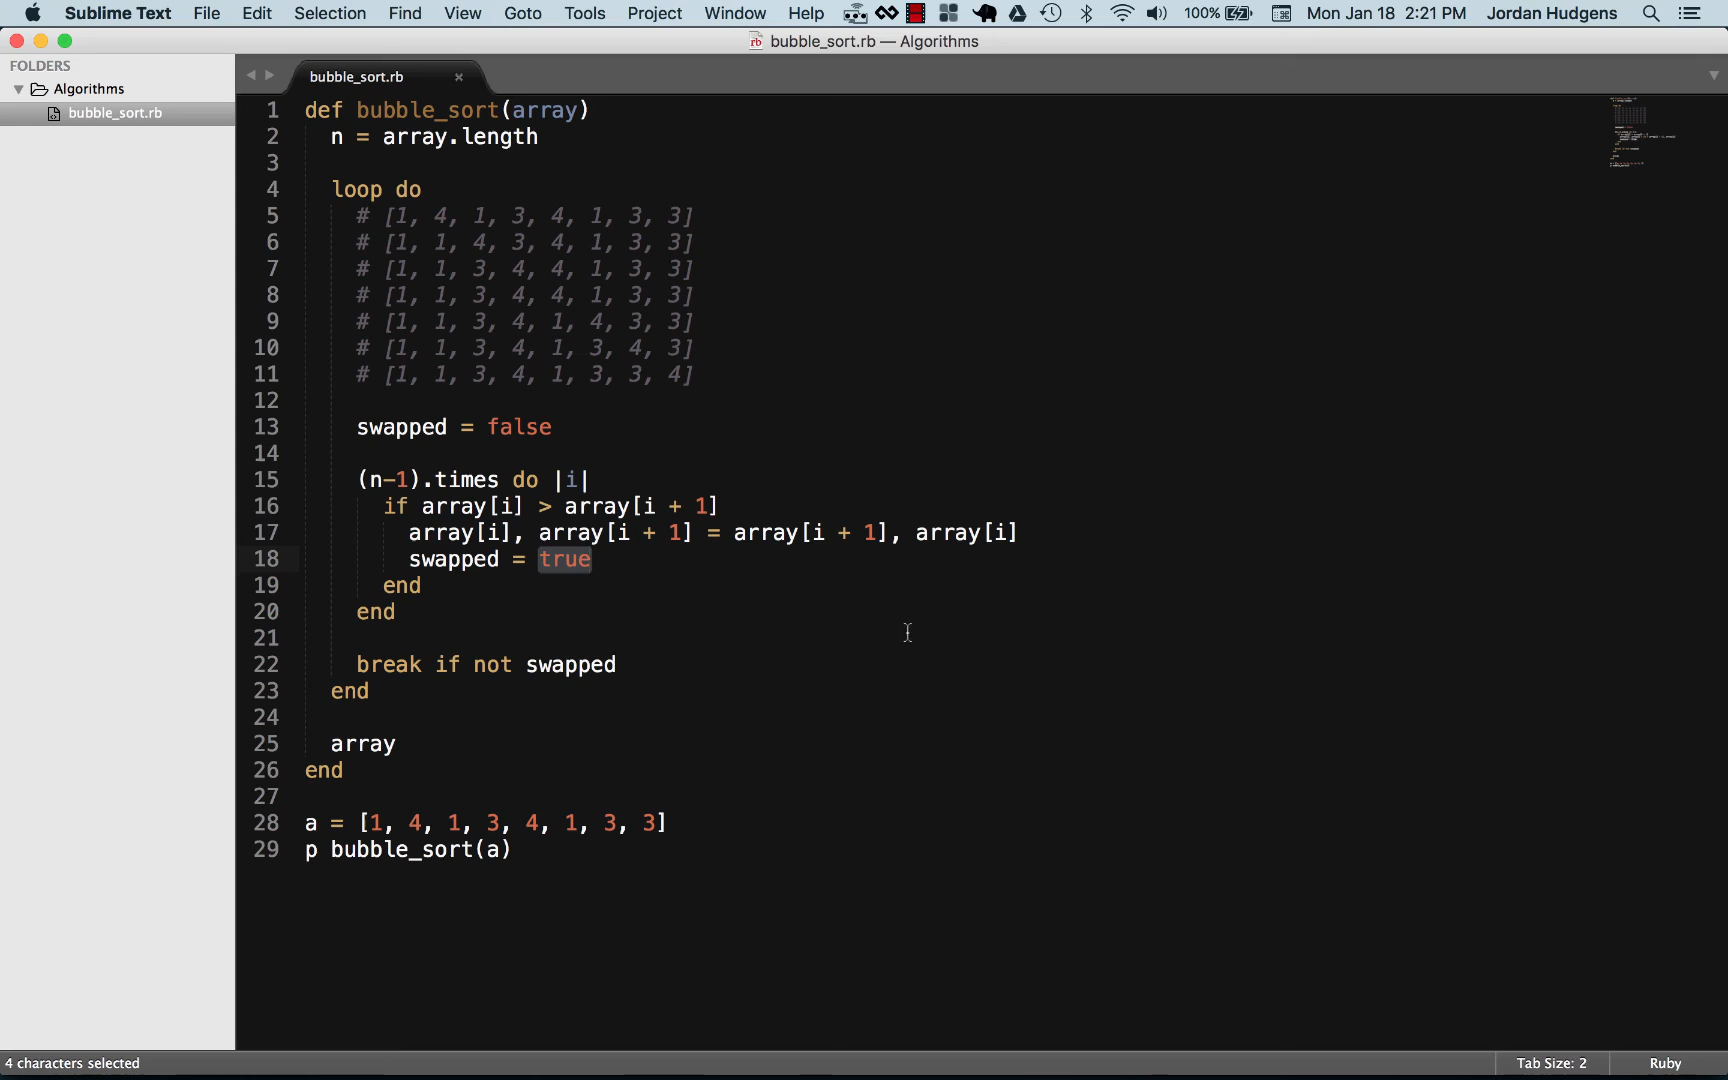 Sublime Text File Edit Selection Find View Goto Tools Project Window Help 100% Mon Jan 18 2:21 PM Jordan Hudgens
bubble_sort.rb — Algorithms
FOLDERS
Algorithms
bubble_sort.rb
bubble_sort.rb ×
1 def bubble_sort(array)
2 n = array.length
3
4 loop do
5 # [1, 4, 1, 3, 4, 1, 3, 3]
6 # [1, 1, 4, 3, 4, 1, 3, 3]
7 # [1, 1, 3, 4, 4, 1, 3, 3]
8 # [1, 1, 3, 4, 4, 1, 3, 3]
9 # [1, 1, 3, 4, 1, 4, 3, 3]
10 # [1, 1, 3, 4, 1, 3, 4, 3]
11 # [1, 1, 3, 4, 1, 3, 3, 4]
12
13 swapped = false
14
15 (n-1).times do |i|
16 if array[i] > array[i + 1]
17 array[i], array[i + 1] = array[i + 1], array[i]
18 swapped = true
19 end
20 end
21
22 break if not swapped
23 end
24
25 array
26 end
27
28 a = [1, 4, 1, 3, 4, 1, 3, 3]
29 p bubble_sort(a)
4 characters selected Tab Size: 2 Ruby